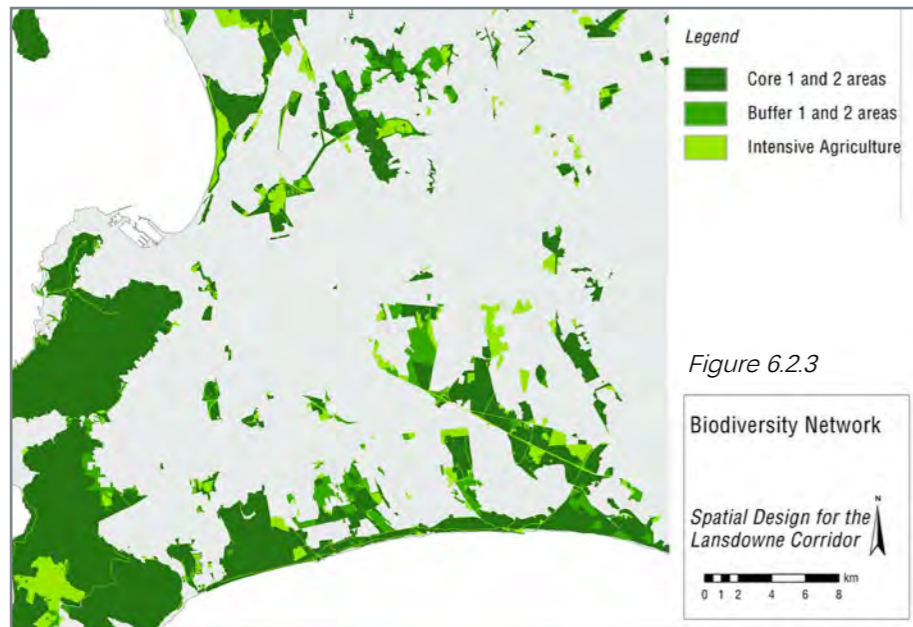 Legend
Core 1 and 2 areas
Buffer 1 and 2 areas
Intensive Agriculture
Figure 6.2.3
Biodiversity Network
Spatial Design for the
Lansdowne Corridor
N
km
0 1 2 4 6 8